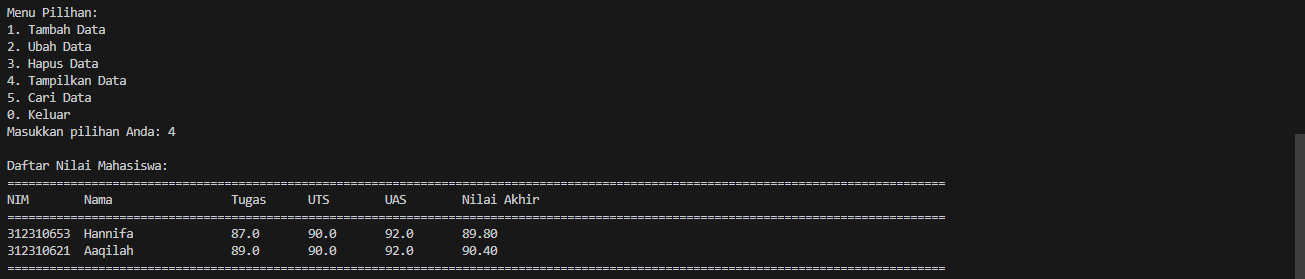 Menu Pilihan:
1. Tambah Data
2. Ubah Data
3. Hapus Data
4. Tampilkan Data
5. Cari Data
0. Keluar
Masukkan pilihan Anda: 4

Daftar Nilai Mahasiswa:
======================================================================================================================================
NIM        Nama                 Tugas      UTS        UAS        Nilai Akhir
======================================================================================================================================
312310653  Hannifa              87.0       90.0       92.0       89.80
312310621  Aaqilah              89.0       90.0       92.0       90.40
======================================================================================================================================